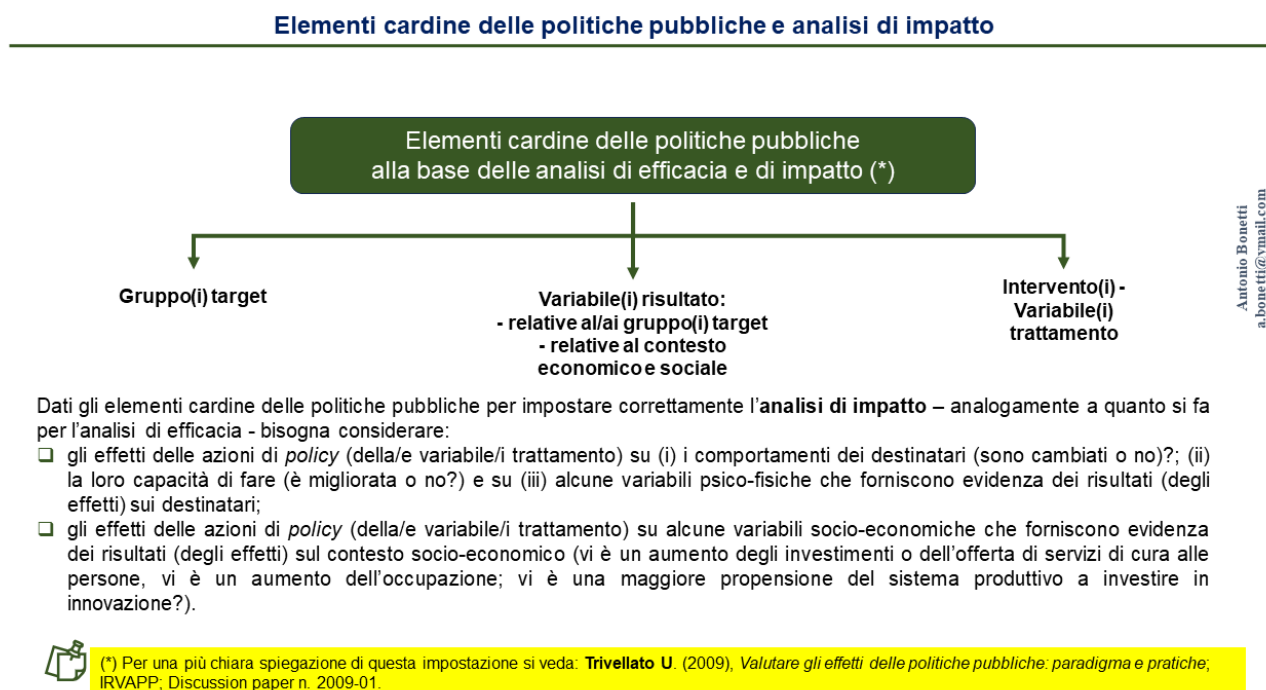 Elementi cardine delle politiche pubbliche e analisi di impatto
Elementi cardine delle politiche pubbliche
alla base delle analisi di efficacia e di impatto (*)
Gruppo(i) target
Variabile(i) risultato:
- relative al/ai gruppo(i) target
- relative al contesto
economico e sociale
Intervento(i) -
Variabile(i)
trattamento
Antonio Bonetti
a.bonetti@ymail.com
Dati gli elementi cardine delle politiche pubbliche per impostare correttamente l'analisi di impatto – analogamente a quanto si fa
per l'analisi di efficacia - bisogna considerare:
❑ gli effetti delle azioni di policy (della/e variabile/i trattamento) su (i) i comportamenti dei destinatari (sono cambiati o no)?; (ii)
la loro capacità di fare (è migliorata o no?) e su (iii) alcune variabili psico-fisiche che forniscono evidenza dei risultati (degli
effetti) sui destinatari;
❑ gli effetti delle azioni di policy (della/e variabile/i trattamento) su alcune variabili socio-economiche che forniscono evidenza
dei risultati (degli effetti) sul contesto socio-economico (vi è un aumento degli investimenti o dell'offerta di servizi di cura alle
persone, vi è un aumento dell'occupazione; vi è una maggiore propensione del sistema produttivo a investire in
innovazione?).
(*) Per una più chiara spiegazione di questa impostazione si veda: Trivellato U. (2009), Valutare gli effetti delle politiche pubbliche: paradigma e pratiche;
IRVAPP; Discussion paper n. 2009-01.